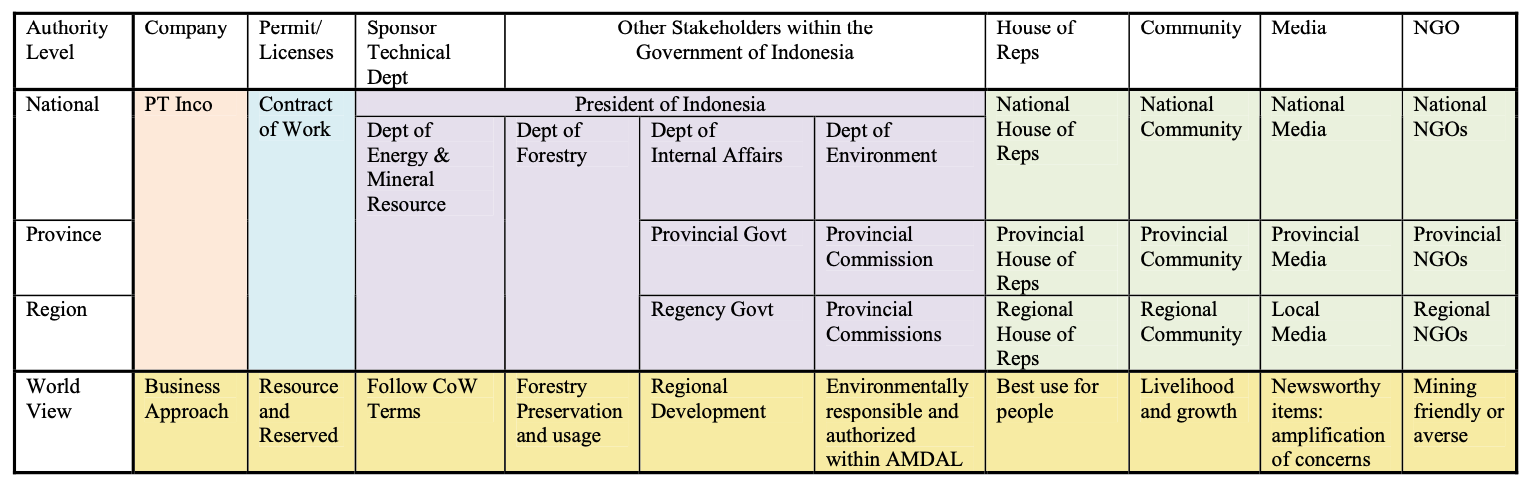 Authority Level
Company
Permit/ Licenses
Sponsor Technical Dept
Other Stakeholders within the Government of Indonesia
House of Reps
Community
Media
NGO
National
PT Inco
Contract of Work
President of Indonesia
National House of Reps
National Community
National Media
National NGOs
Dept of Energy & Mineral Resource
Dept of Forestry
Dept of Internal Affairs
Dept of Environment
Province
Provincial Govt
Provincial Commission
Provincial House of Reps
Provincial Community
Provincial Media
Provincial NGOs
Region
Regency Govt
Provincial Commissions
Regional House of Reps
Regional Community
Local Media
Regional NGOs
World View
Business Approach
Resource and Reserved
Follow CoW Terms
Forestry Preservation and usage
Regional Development
Environmentally responsible and authorized within AMDAL
Best use for people
Livelihood and growth
Newsworthy items: amplification of concerns
Mining friendly or averse